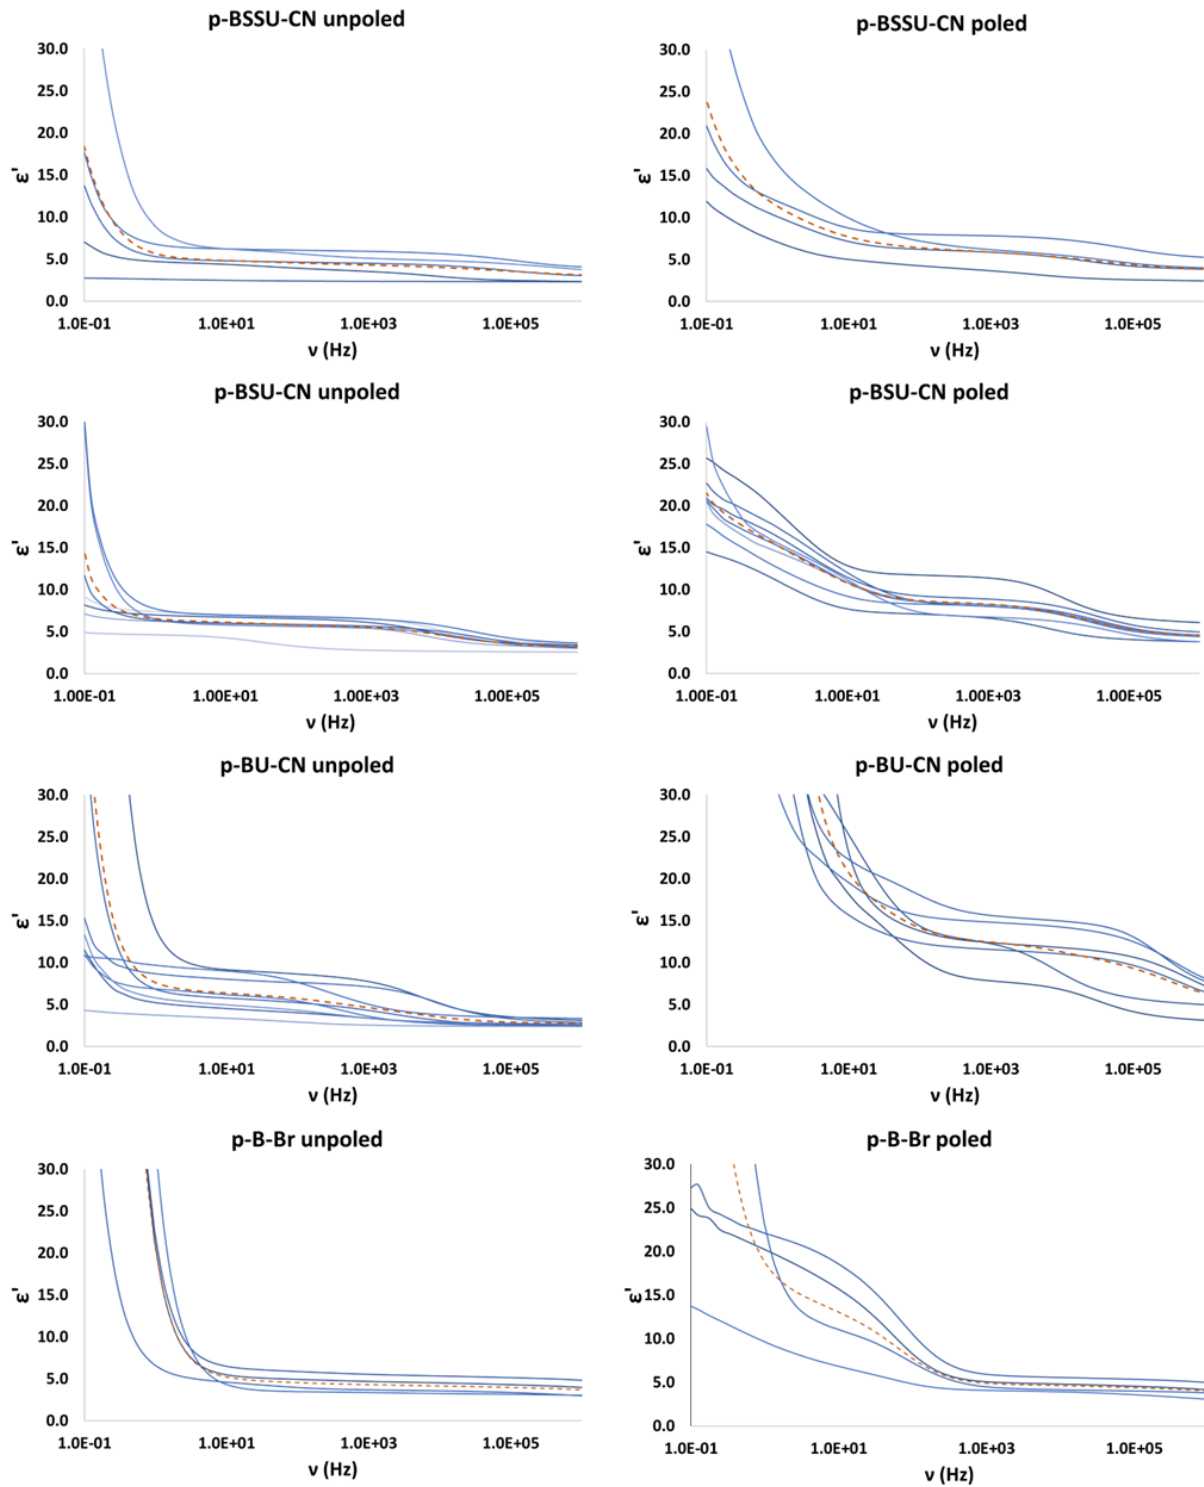 p-BSSU-CN unpoled
30.0
25.0
20.0
15.0
10.0
5.0
0.0
ε'
1.0E-01 1.0E+01 1.0E+03 1.0E+05
ν (Hz)
p-BSSU-CN poled
30.0
25.0
20.0
15.0
10.0
5.0
0.0
ε'
1.0E-01 1.0E+01 1.0E+03 1.0E+05
ν (Hz)
p-BSU-CN unpoled
30.0
25.0
20.0
15.0
10.0
5.0
0.0
ε'
1.00E-01 1.00E+01 1.00E+03 1.00E+05
ν (Hz)
p-BSU-CN poled
30.0
25.0
20.0
15.0
10.0
5.0
0.0
ε'
1.00E-01 1.00E+01 1.00E+03 1.00E+05
ν (Hz)
p-BU-CN unpoled
30.0
25.0
20.0
15.0
10.0
5.0
0.0
ε'
1.0E-01 1.0E+01 1.0E+03 1.0E+05
ν (Hz)
p-BU-CN poled
30.0
25.0
20.0
15.0
10.0
5.0
0.0
ε'
1.0E-01 1.0E+01 1.0E+03 1.0E+05
ν (Hz)
p-B-Br unpoled
30.0
25.0
20.0
15.0
10.0
5.0
0.0
ε'
1.0E-01 1.0E+01 1.0E+03 1.0E+05
ν (Hz)
p-B-Br poled
30.0
25.0
20.0
15.0
10.0
5.0
0.0
ε'
1.0E-01 1.0E+01 1.0E+03 1.0E+05
ν (Hz)